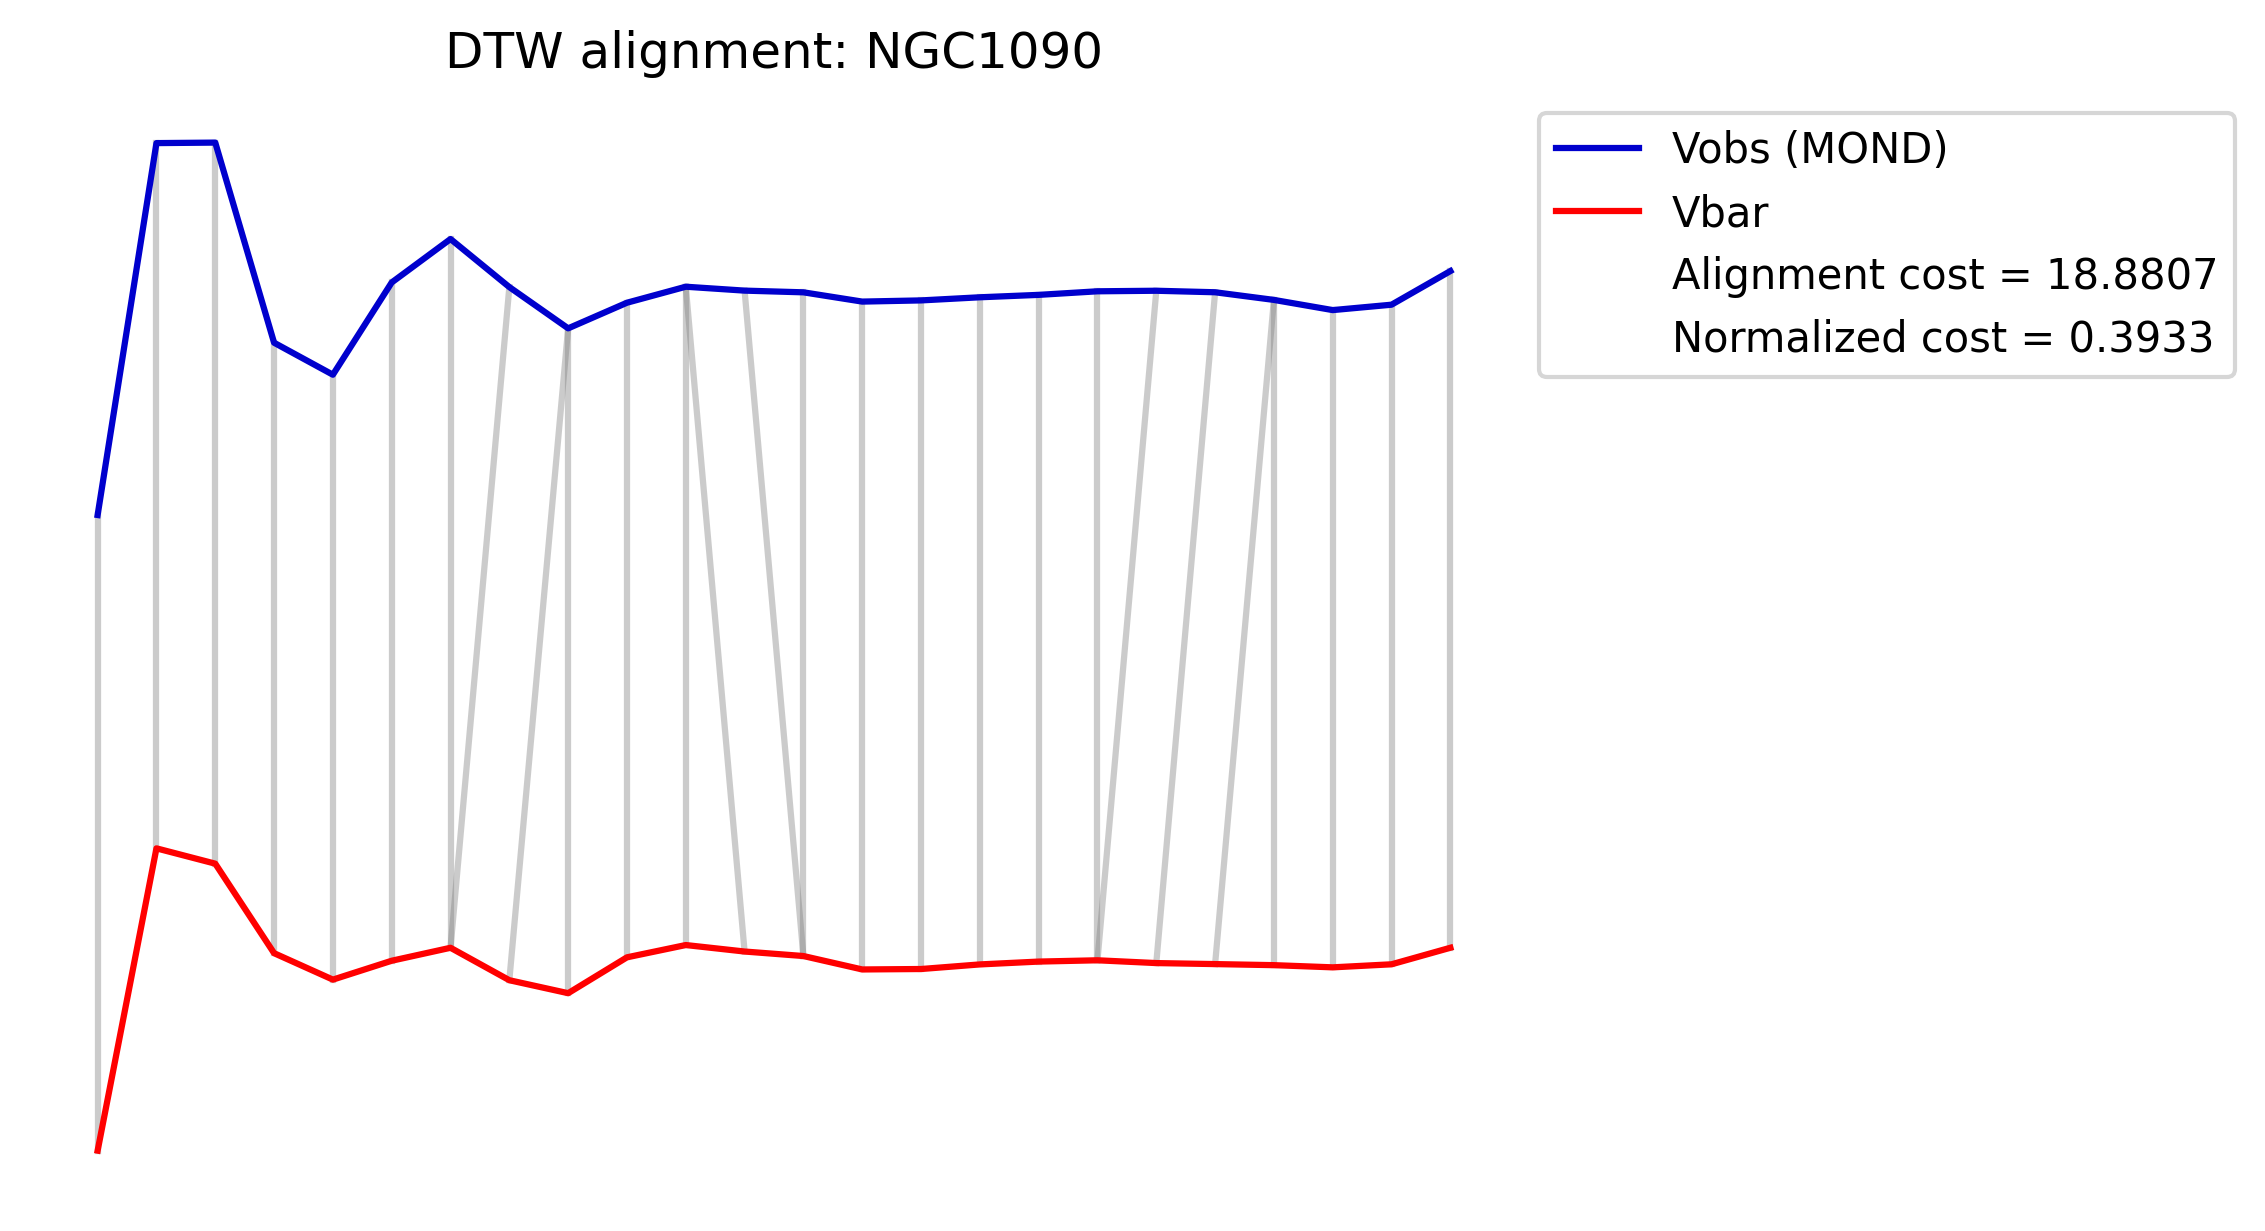 DTW alignment: NGC1090
Vobs (MOND)
Vbar
Alignment cost = 18.8807
Normalized cost = 0.3933